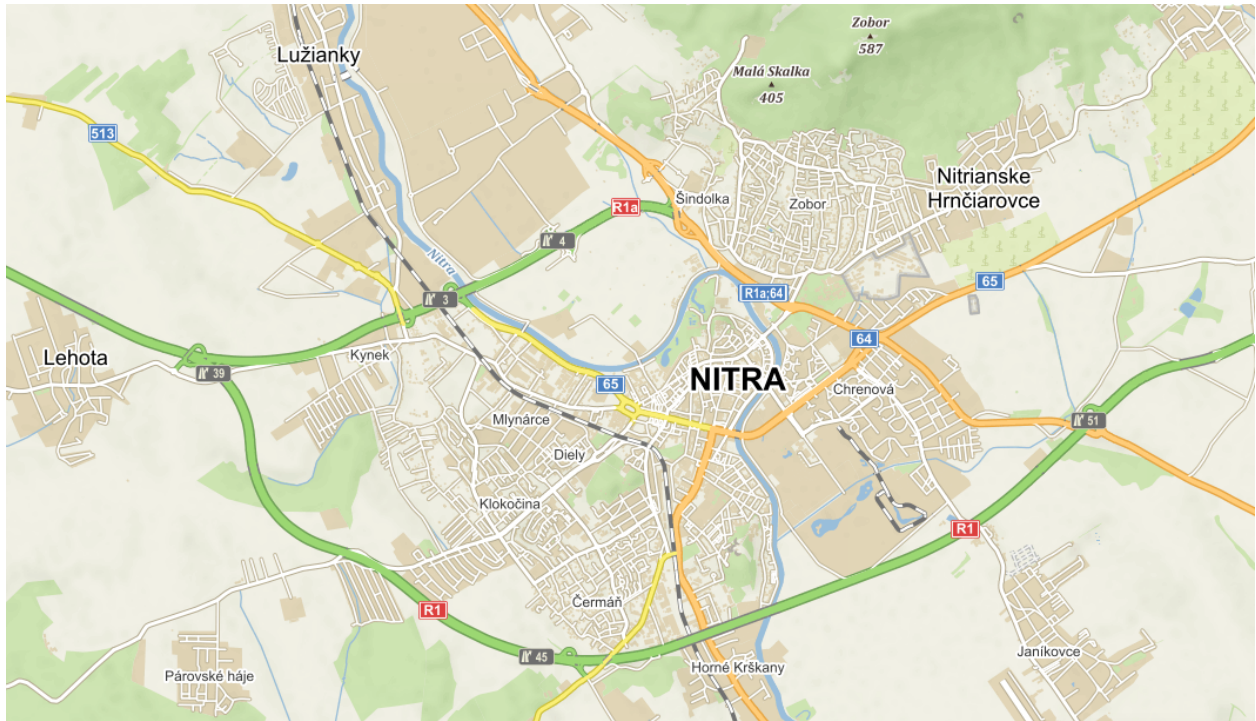 Zobor
587
Lužianky
Malá Skalka
405
513
Nitrianske
Hrnčiarovce
Šindolka
Zobor
R1a
4
Nitra
65
R1a;64
3
64
Kynek
Lehota
39
65
NITRA
Chrenová
Mlynárce
51
Diely
Klokočina
R1
Čermáň
R1
Janíkovce
45
Horné Krškany
Párovské háje